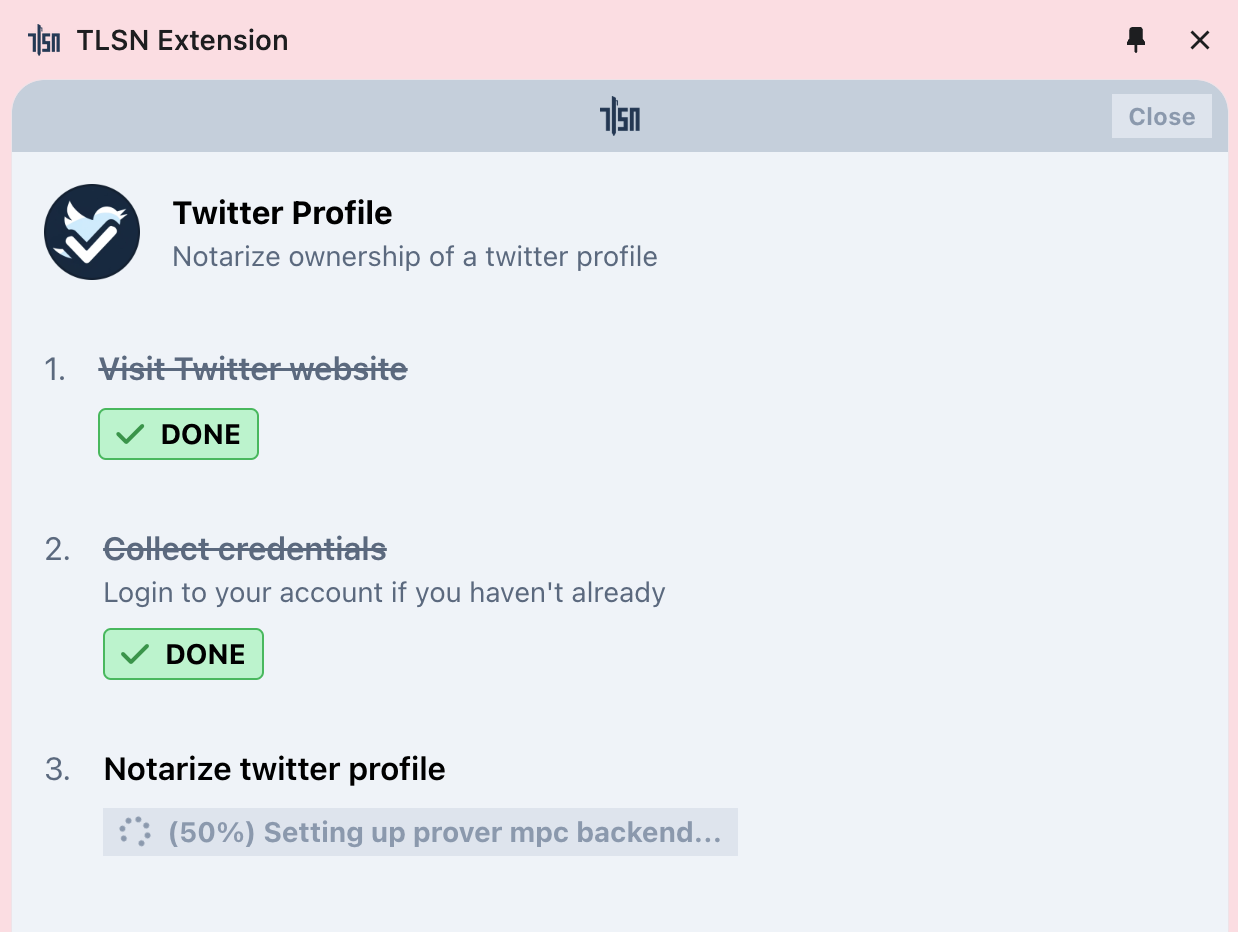 tlsn TLSN Extension
tlsn Close
Twitter Profile
Notarize ownership of a twitter profile
1. Visit Twitter website
DONE
2. Collect credentials
Login to your account if you haven't already
DONE
3. Notarize twitter profile
(50%) Setting up prover mpc backend...